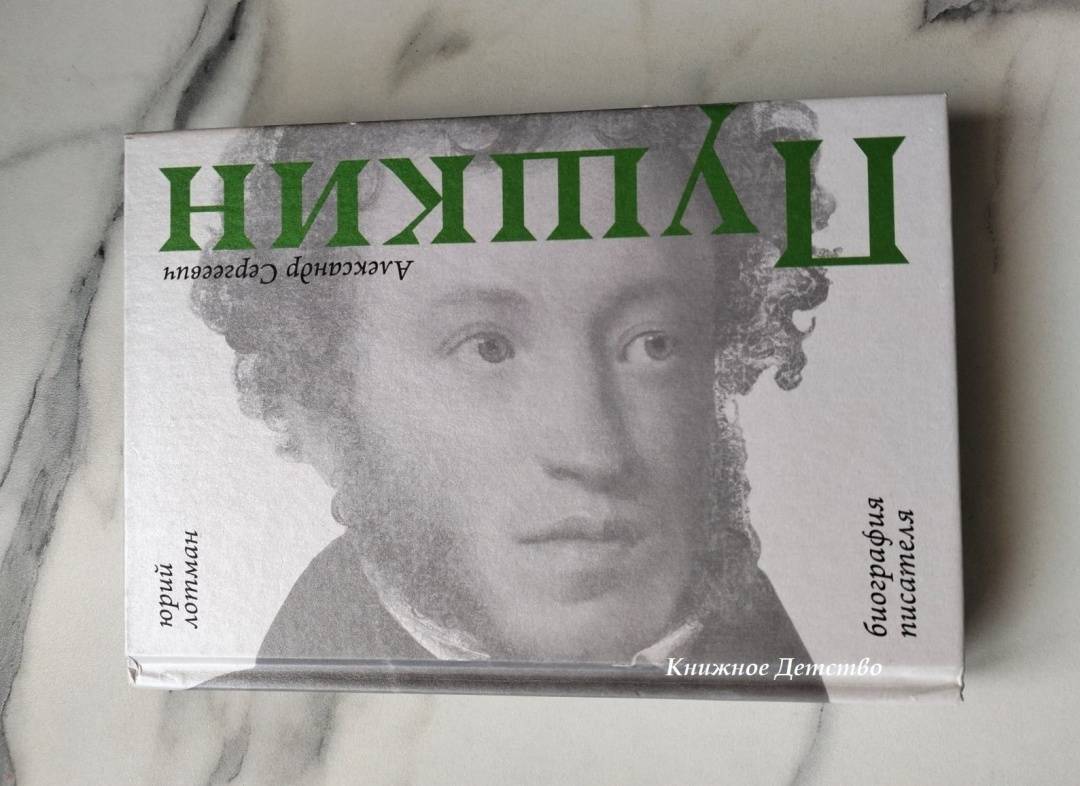 Пушкин
Александр Сергеевич
юрий
лотман
биография
писателя
Книжное Детство